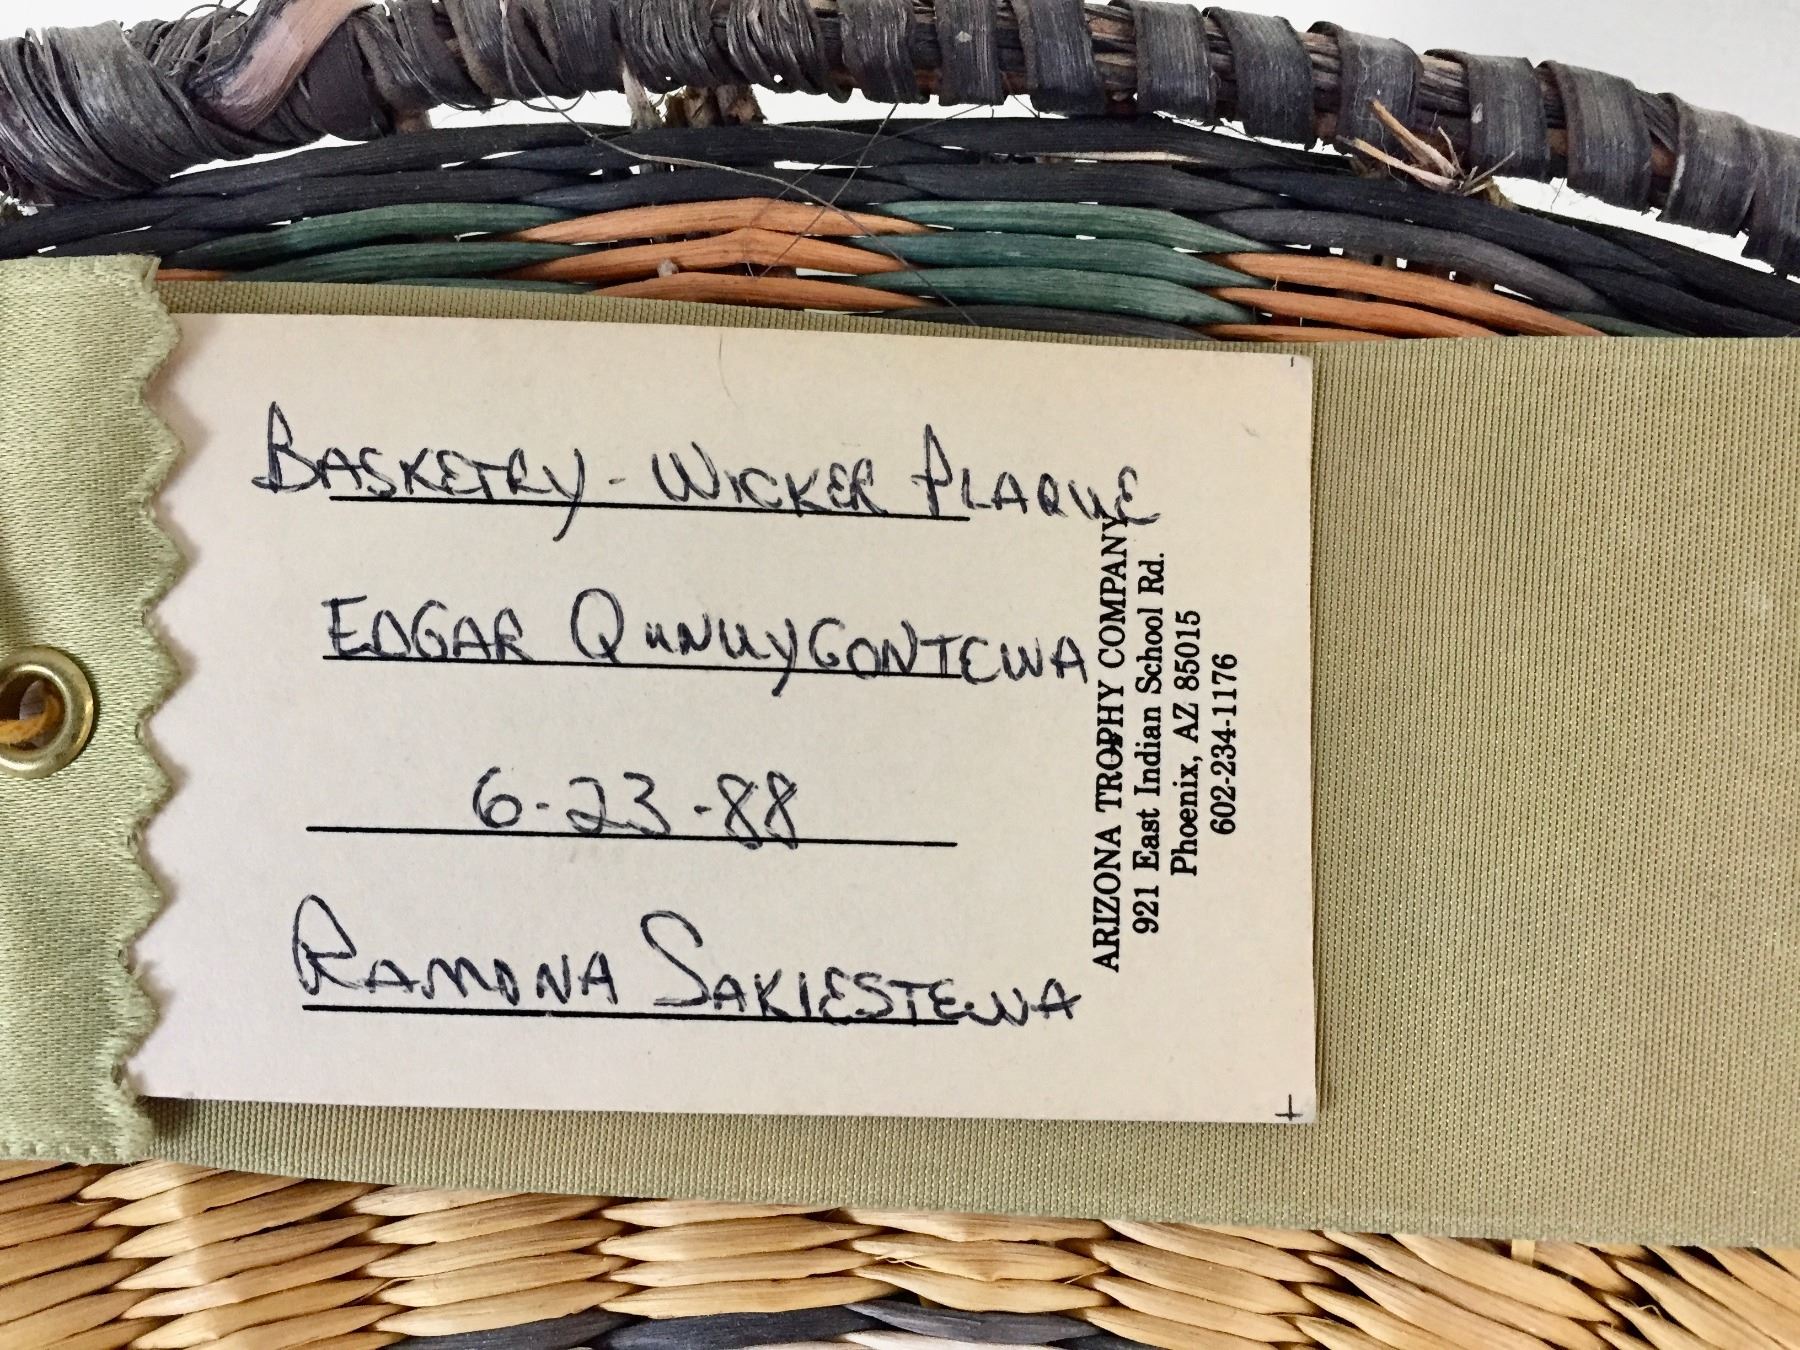 BASKETRY - WICKER PLAQUE
EDGAR QUNUYGONTEWA
6-23-88
RAMONA SAKIESTEWA
ARIZONA TROPHY COMPANY
921 East Indian School Rd.
Phoenix, AZ 85015
602-234-1176